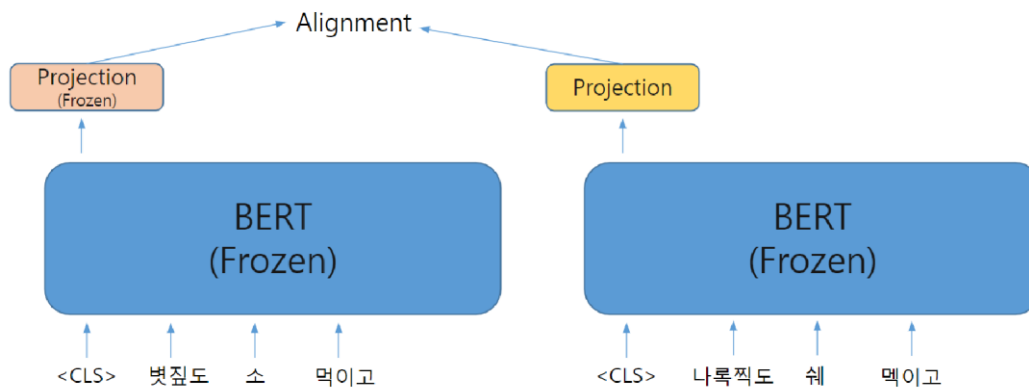 Alignment
Projection
(Frozen)
Projection
BERT
(Frozen)
BERT
(Frozen)
<CLS> 볏짚도 소 먹이고
<CLS> 나록찍도 쉐 멕이고